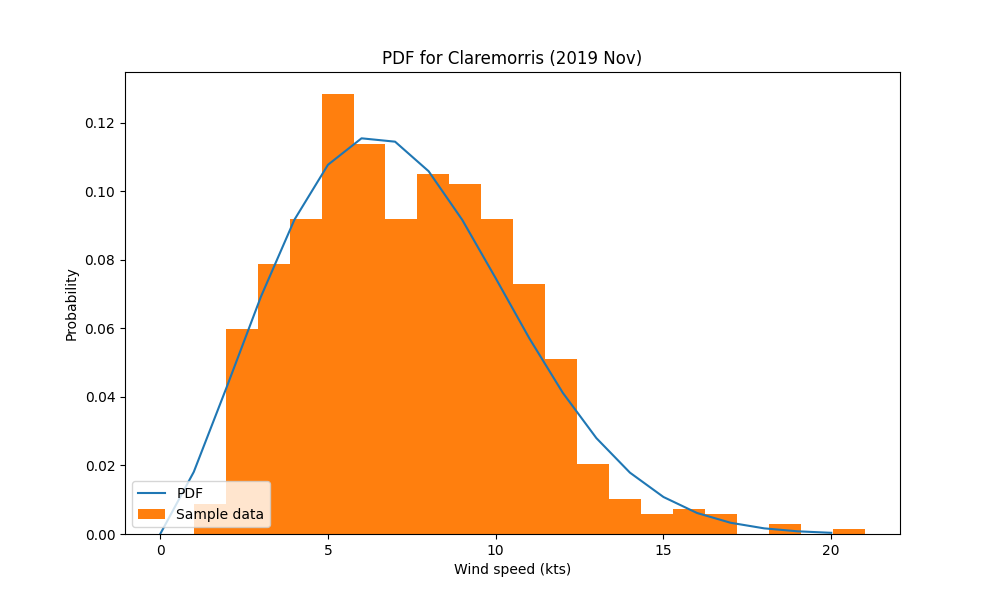 PDF for Claremorris (2019 Nov)
Probability
0.12
0.10
0.08
0.06
0.04
0.02
0.00
PDF
Sample data
0
5
10
15
20
Wind speed (kts)